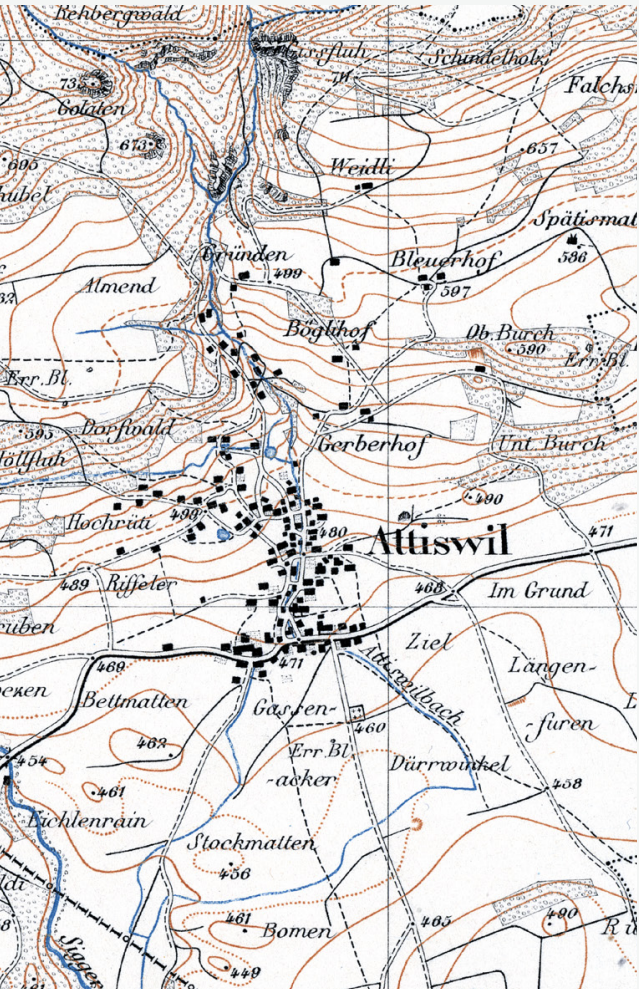 Rehbergwald
Schindelholz
711
Golaten
673
657
695
Weidli
Gründen
Bleuerhof
586
499
597
Almend
Böglihof
Ob. Burch
590
Err. Bl.
Err. Bl.
Dorfwald
595
Gerberhof
Unt. Burch
490
Hochrüti
499
480
Attiswil
471
489
Riffeler
468
Im Grund
469
471
Ziel
Längen-
furen
Bettmatten
Gassen-
acker
Attiswilbach
460
Err. Bl.
462
Dürrwinkel
454
461
458
Eichlenrain
Stockmatten
456
461
Bomen
465
490
449
Sigger